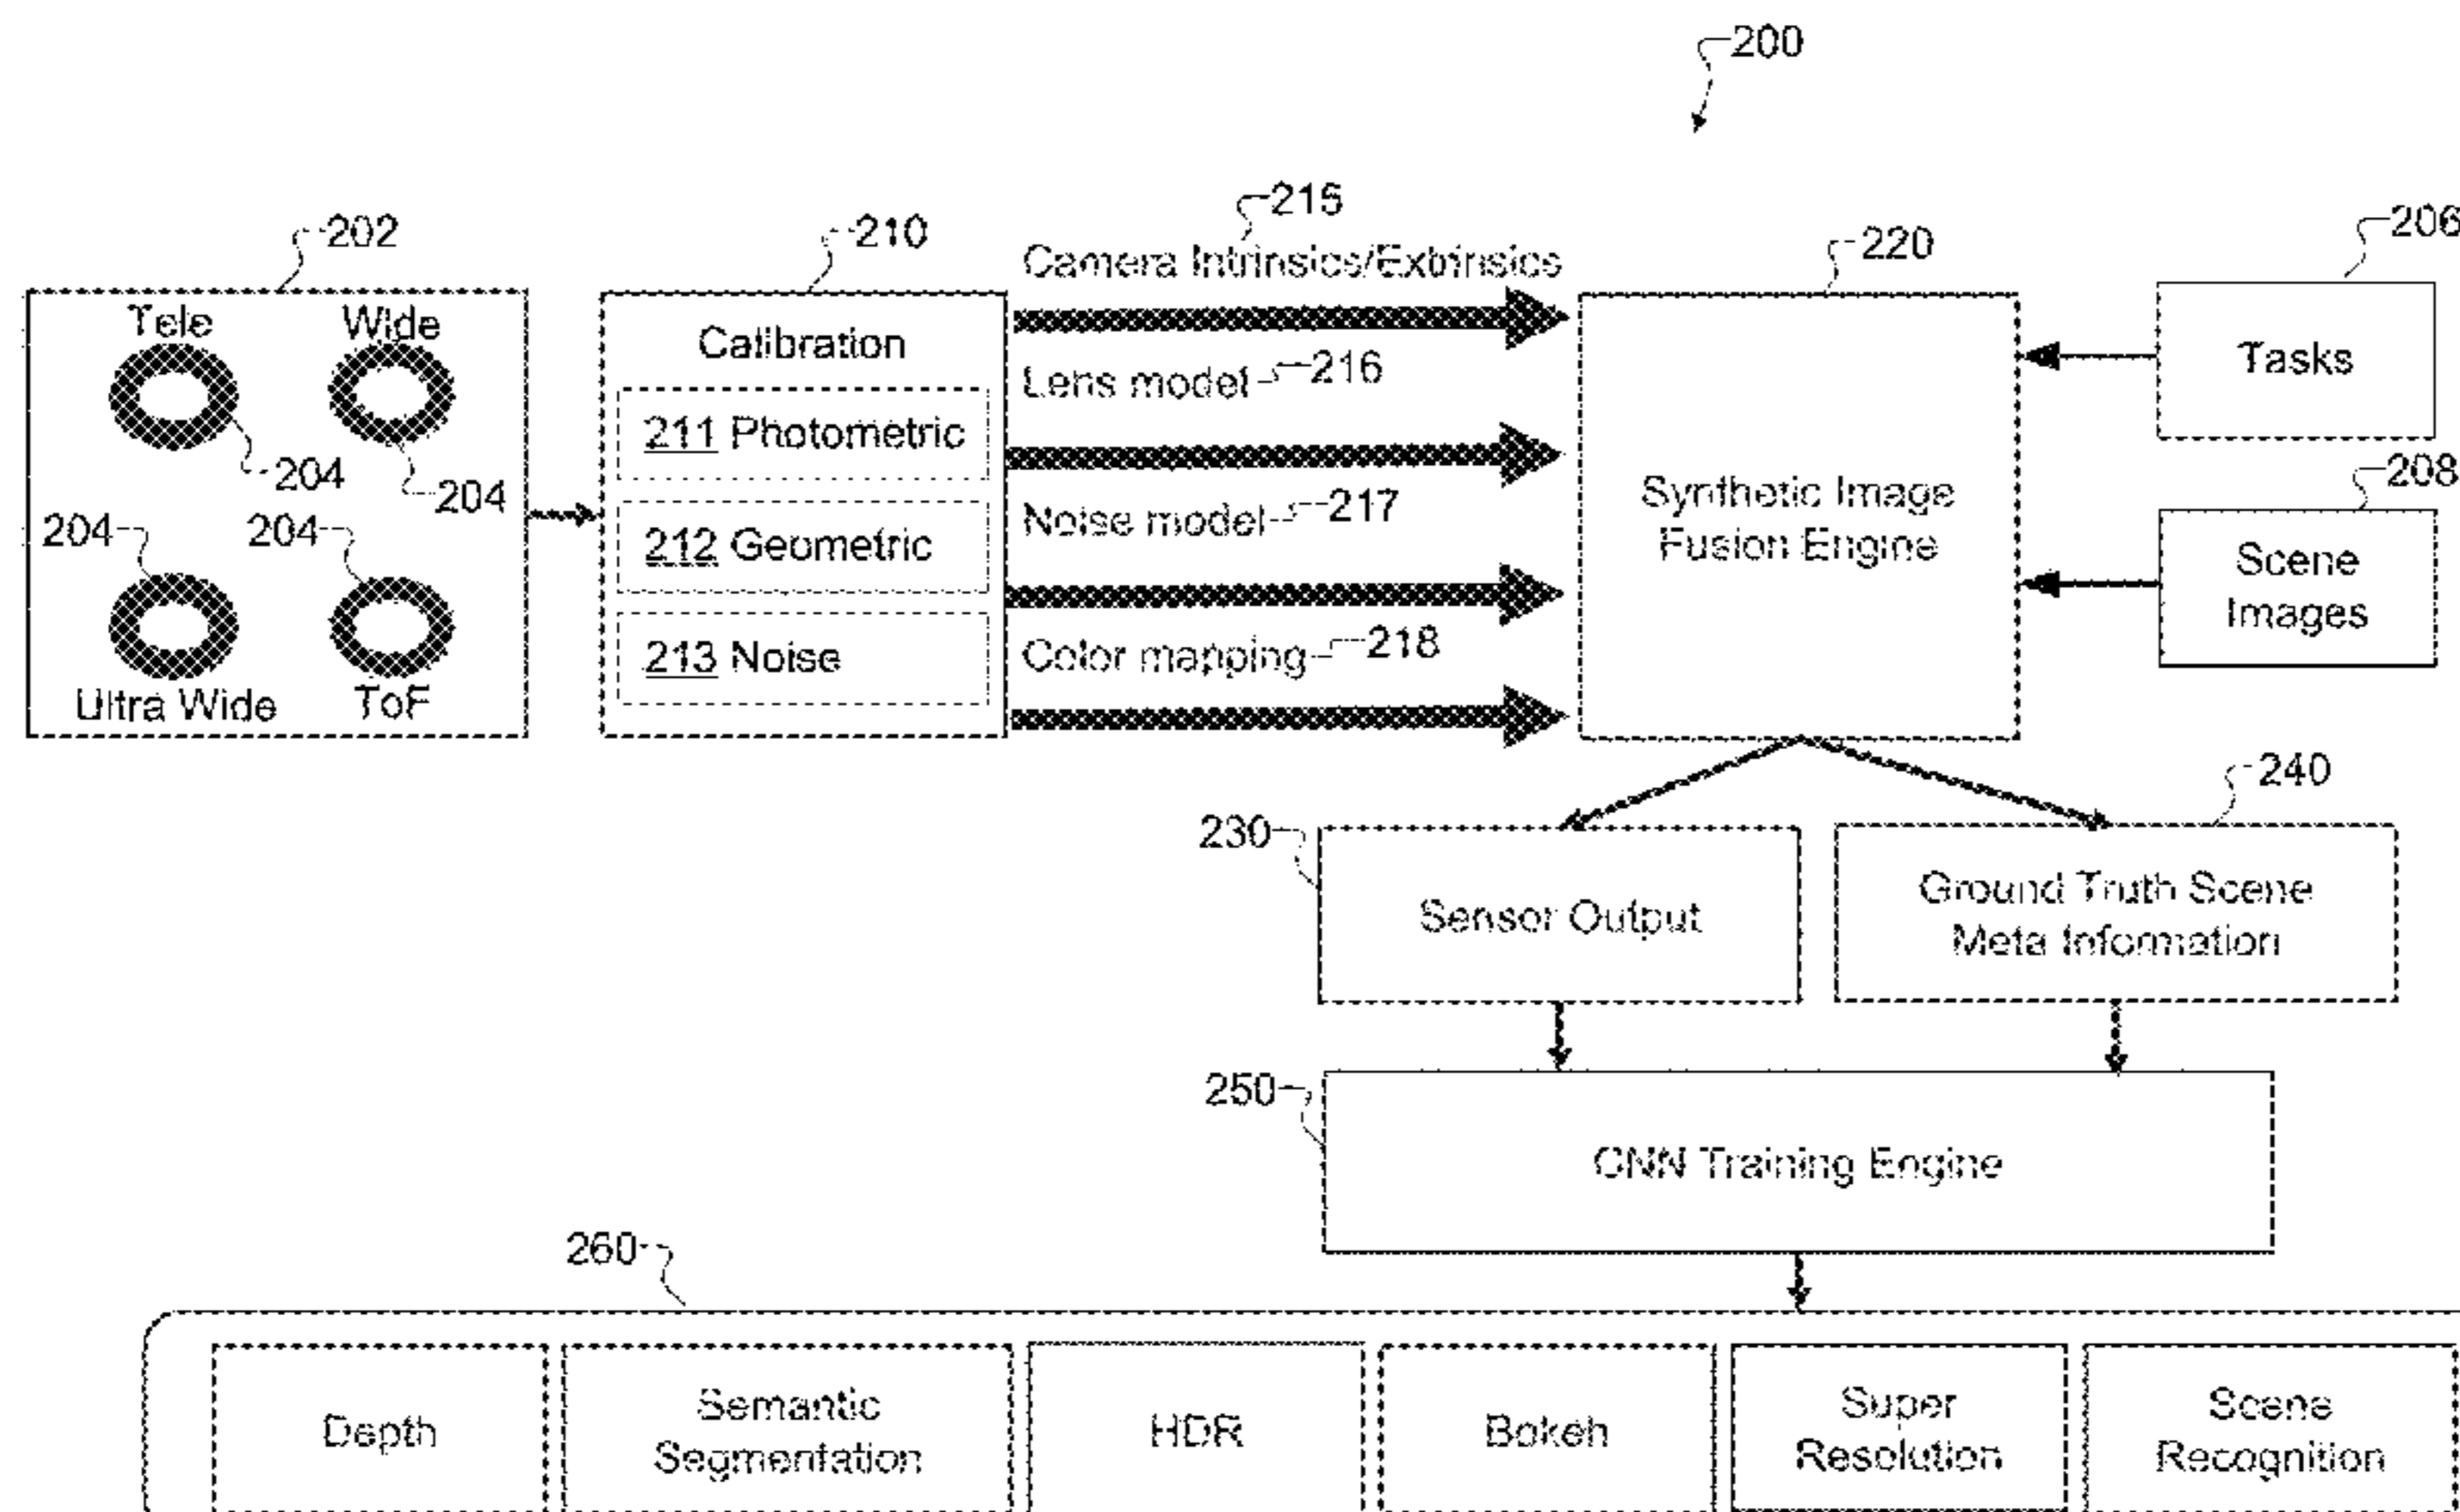 200
202
Tele
Wide
204
204
204
204
Ultra Wide
ToF
210
Calibration
211 Photometric
212 Geometric
213 Noise
215
Camera Intrinsics/Extrinsics
Lens model 216
Noise model 217
Color mapping 218
220
Synthetic Image
Fusion Engine
206
Tasks
208
Scene
Images
230
Sensor Output
240
Ground Truth Scene
Meta Information
250
CNN Training Engine
260
Depth
Semantic
Segmentation
HDR
Bokeh
Super
Resolution
Scene
Recognition